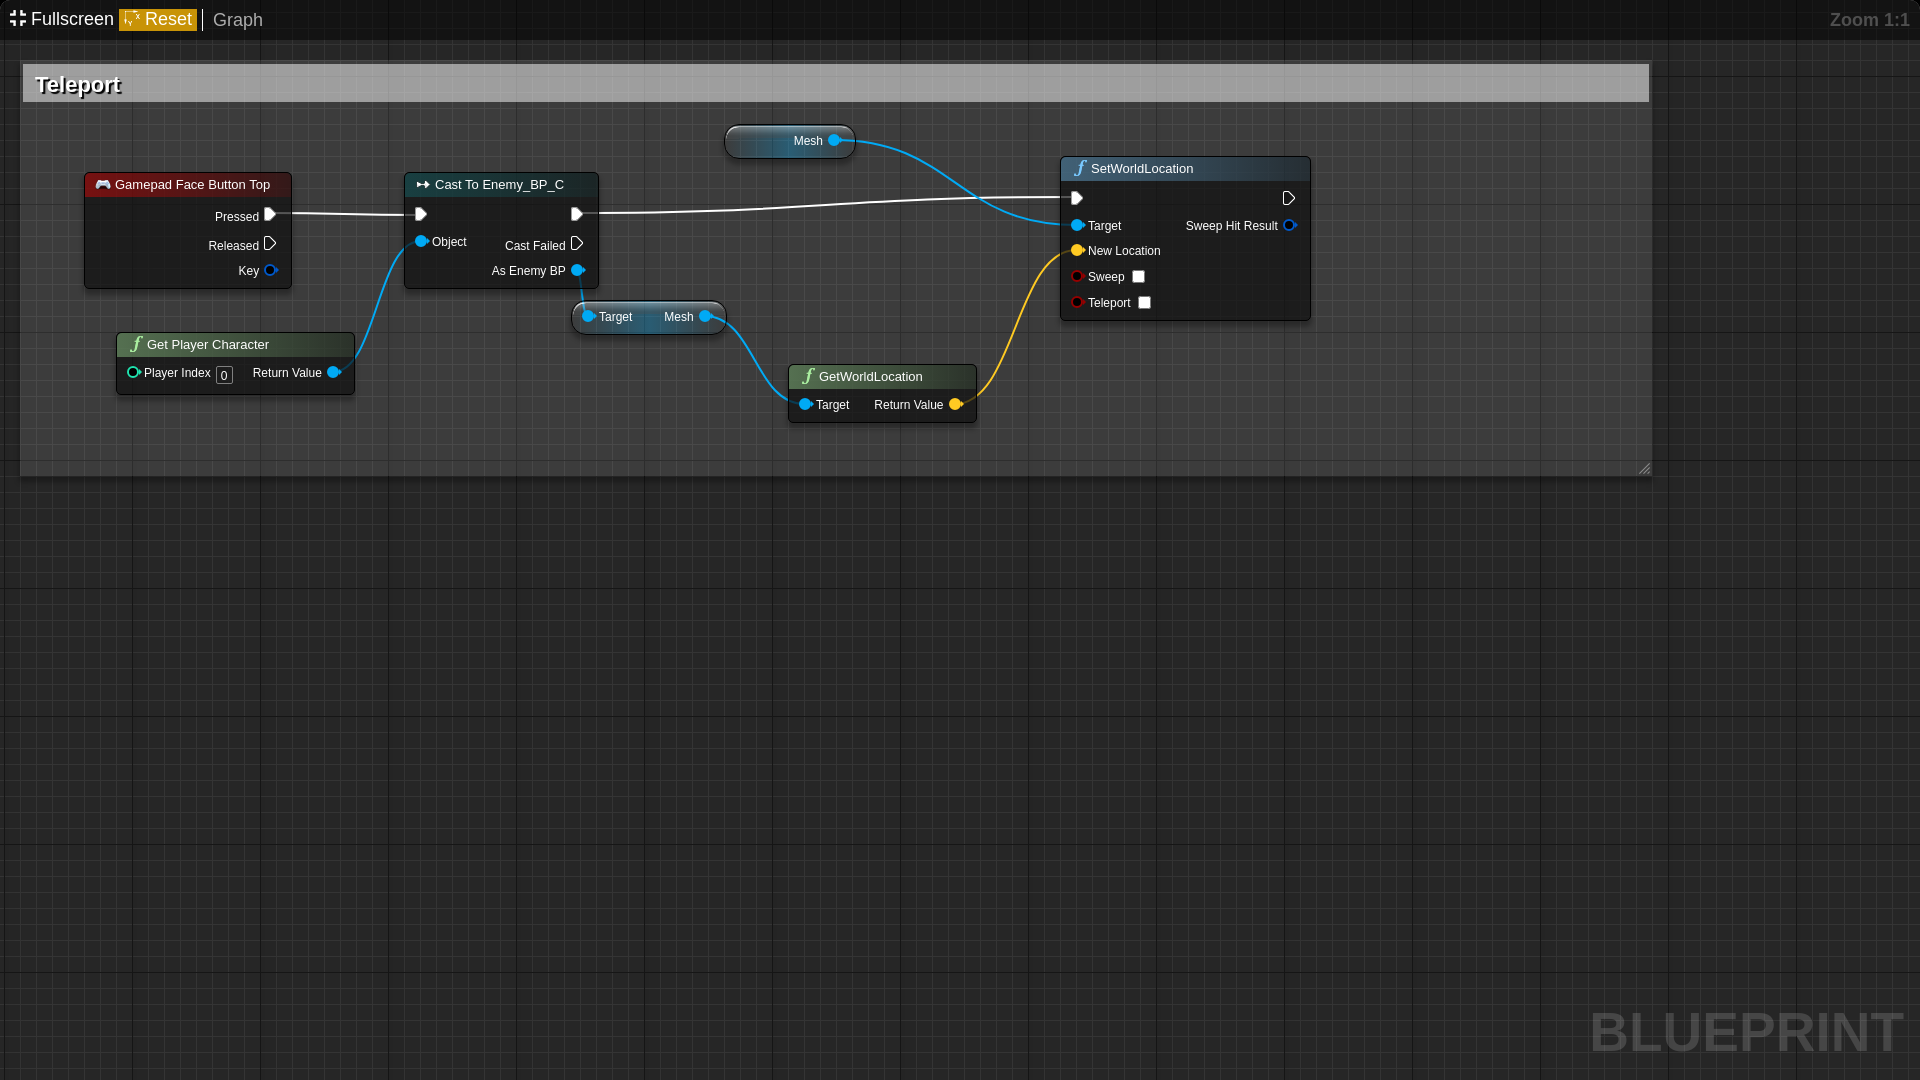 Fullscreen Reset Graph Zoom 1:1
Teleport
Mesh
Gamepad Face Button Top
Pressed
Released
Key
Cast To Enemy_BP_C
Object
Cast Failed
As Enemy BP
SetWorldLocation
Target Sweep Hit Result
New Location
Sweep
Teleport
Target Mesh
Get Player Character
Player Index 0 Return Value
GetWorldLocation
Target Return Value
BLUEPRINT